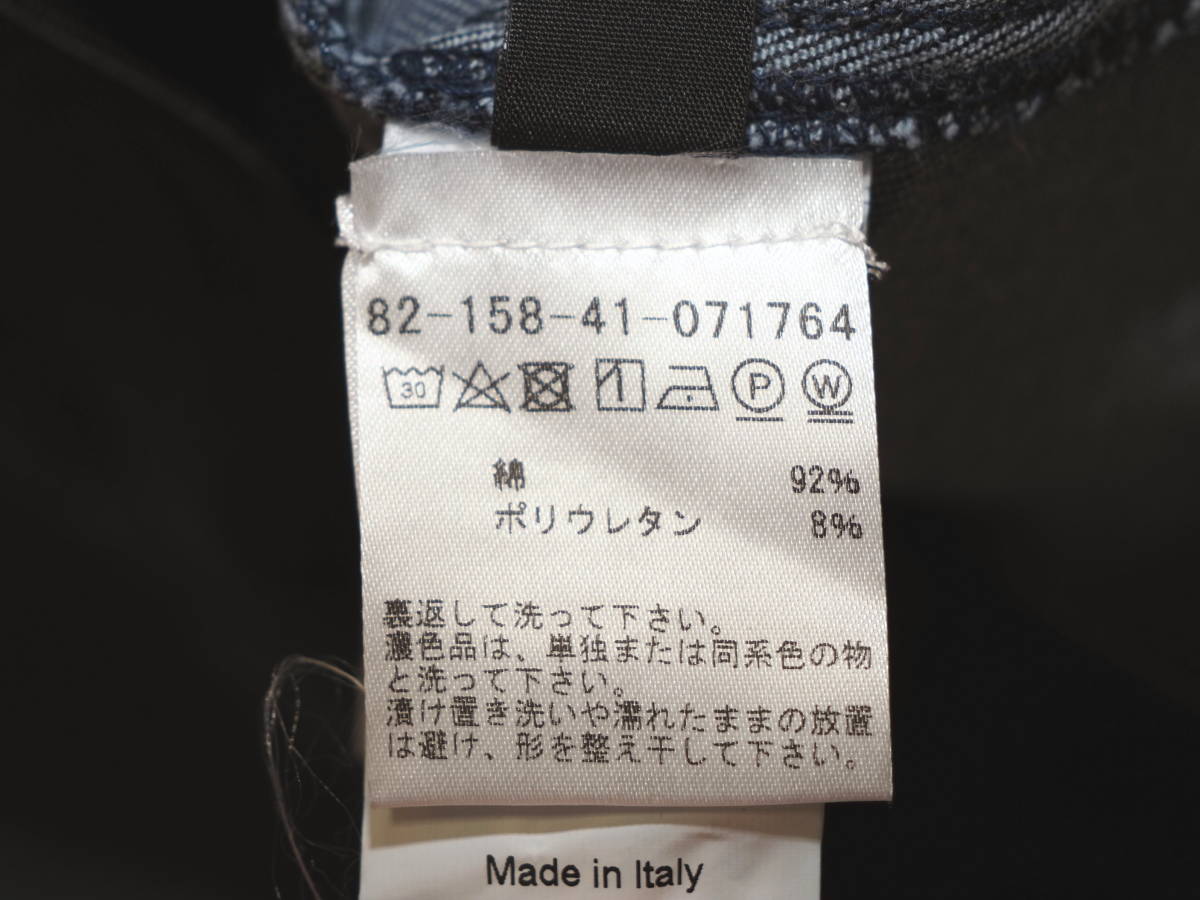 82-158-41-071764
30 P W
綿 92%
ポリウレタン 8%
裏返して洗って下さい。
濃色品は、単独または同系色の物
と洗って下さい。
漬け置き洗いや濡れたままの放置
は避け、形を整え干して下さい。
Made in Italy